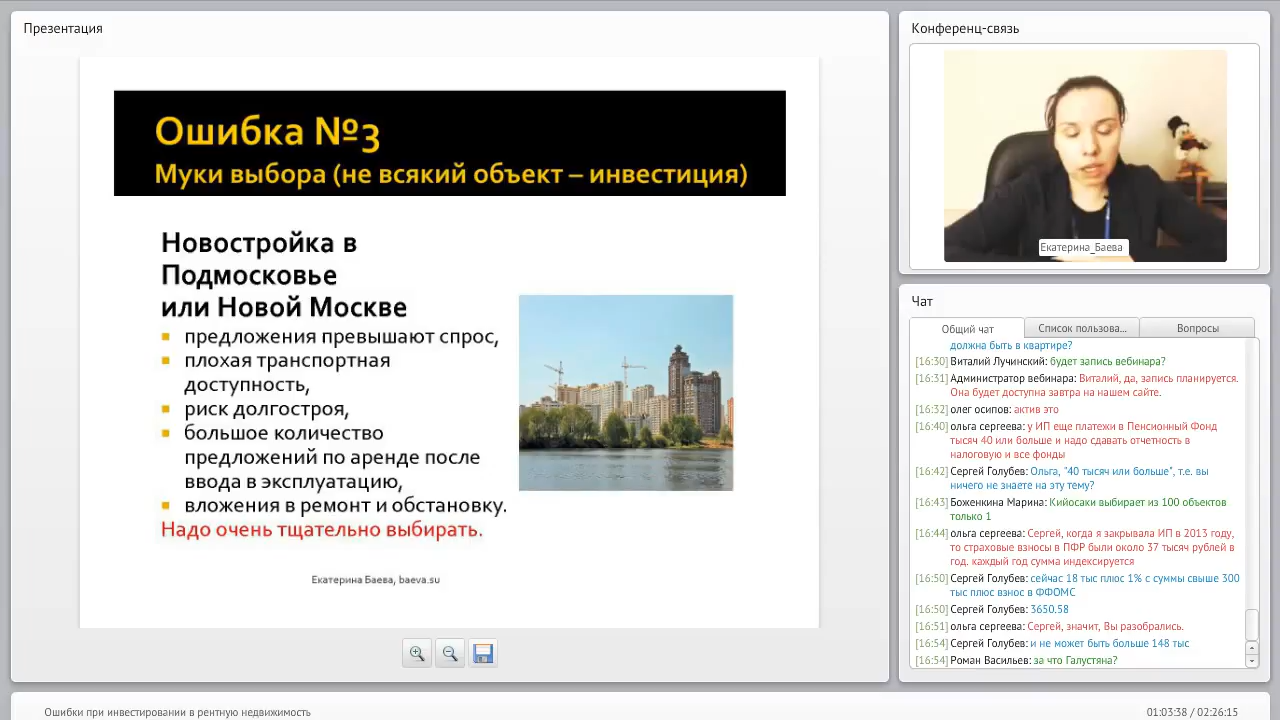 Презентация
Ошибка №3
Муки выбора (не всякий объект – инвестиция)
Новостройка в
Подмосковье
или Новой Москве
предложения превышают спрос,
плохая транспортная
доступность,
риск долгостроя,
большое количество
предложений по аренде после
ввода в эксплуатацию,
вложения в ремонт и обстановку.
Надо очень тщательно выбирать.
Екатерина Баева, baeva.su
Конференц-связь
Екатерина_Баева
Чат
Общий чат
Список пользова...
Вопросы
должна быть в квартире?
[16:30] Виталий Лучинский: будет запись вебинара?
[16:31] Администратор вебинара: Виталий, да, запись планируется.
Она будет доступна завтра на нашем сайте.
[16:32] олег осипов: актив это
[16:40] ольга сергеева: у ИП еще платежи в Пенсионный Фонд
тысяч 40 или больше и надо сдавать отчетность в
налоговую и все фонды
[16:42] Сергей Голубев: Ольга, "40 тысяч или больше", т.е. вы
ничего не знаете на эту тему?
[16:43] Боженкина Марина: Кийосаки выбирает из 100 объектов
только 1
[16:44] ольга сергеева: Сергей, когда я закрывала ИП в 2013 году,
то страховые взносы в ПФР были около 37 тысяч рублей в
год. каждый год сумма индексируется
[16:50] Сергей Голубев: сейчас 18 тыс плюс 1% с суммы свыше 300
тыс плюс взнос в ФФОМС
[16:50] Сергей Голубев: 3650.58
[16:51] ольга сергеева: Сергей, значит, Вы разобрались.
[16:54] Сергей Голубев: и не может быть больше 148 тыс
[16:54] Роман Васильев: за что Галустяна?
Ошибки при инвестировании в рентную недвижимость
01:03:38 / 02:26:15